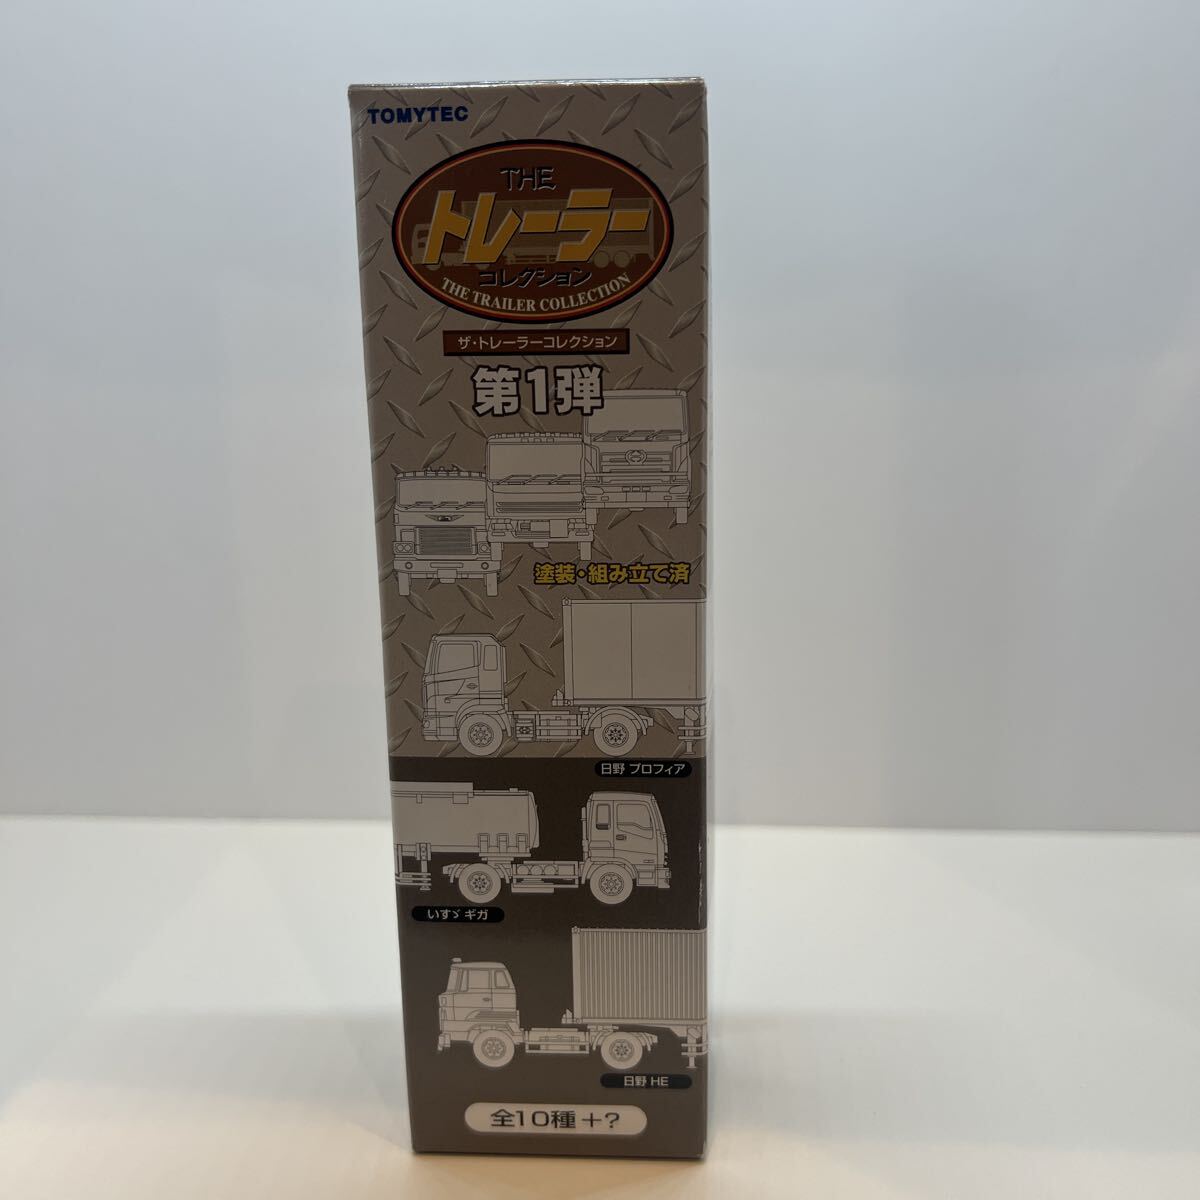 TOMYTEC
THE
トレーラー
コレクション
THE TRAILER COLLECTION
ザ・トレーラーコレクション
第1弾
塗装・組み立て済
日野 プロフィア
いすゞ ギガ
日野 HE
全10種+?